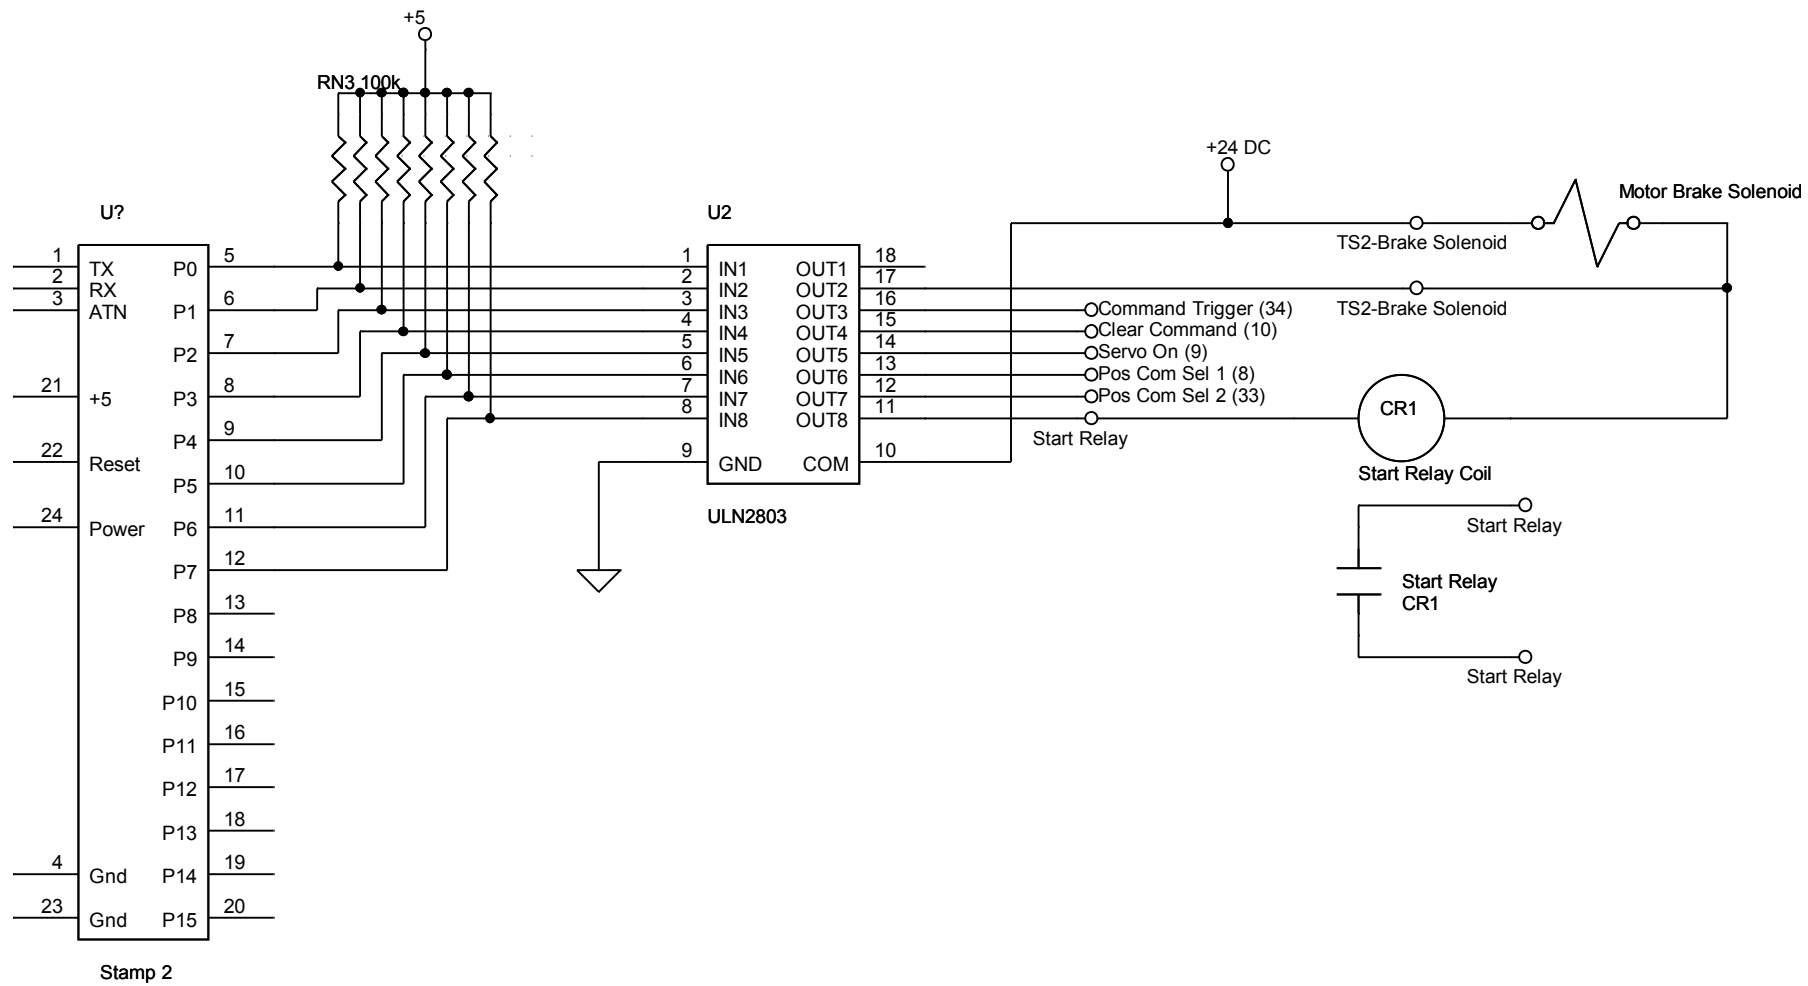 +5
RN3 100k
+24 DC
Motor Brake Solenoid
U?
U2
TS2-Brake Solenoid
1 TX P0 5
2 RX
3 ATN P1 6
P2 7
21 +5 P3 8
P4 9
22 Reset P5 10
24 Power P6 11
P7 12
P8 13
P9 14
P10 15
P11 16
P12 17
P13 18
4 Gnd P14 19
23 Gnd P15 20
Stamp 2
1 IN1 OUT1 18
2 IN2 OUT2 17
3 IN3 OUT3 16
4 IN4 OUT4 15
5 IN5 OUT5 14
6 IN6 OUT6 13
7 IN7 OUT7 12
8 IN8 OUT8 11
9 GND COM 10
ULN2803
Command Trigger (34)
Clear Command (10)
Servo On (9)
Pos Com Sel 1 (8)
Pos Com Sel 2 (33)
Start Relay
TS2-Brake Solenoid
CR1
Start Relay Coil
Start Relay
Start Relay
CR1
Start Relay